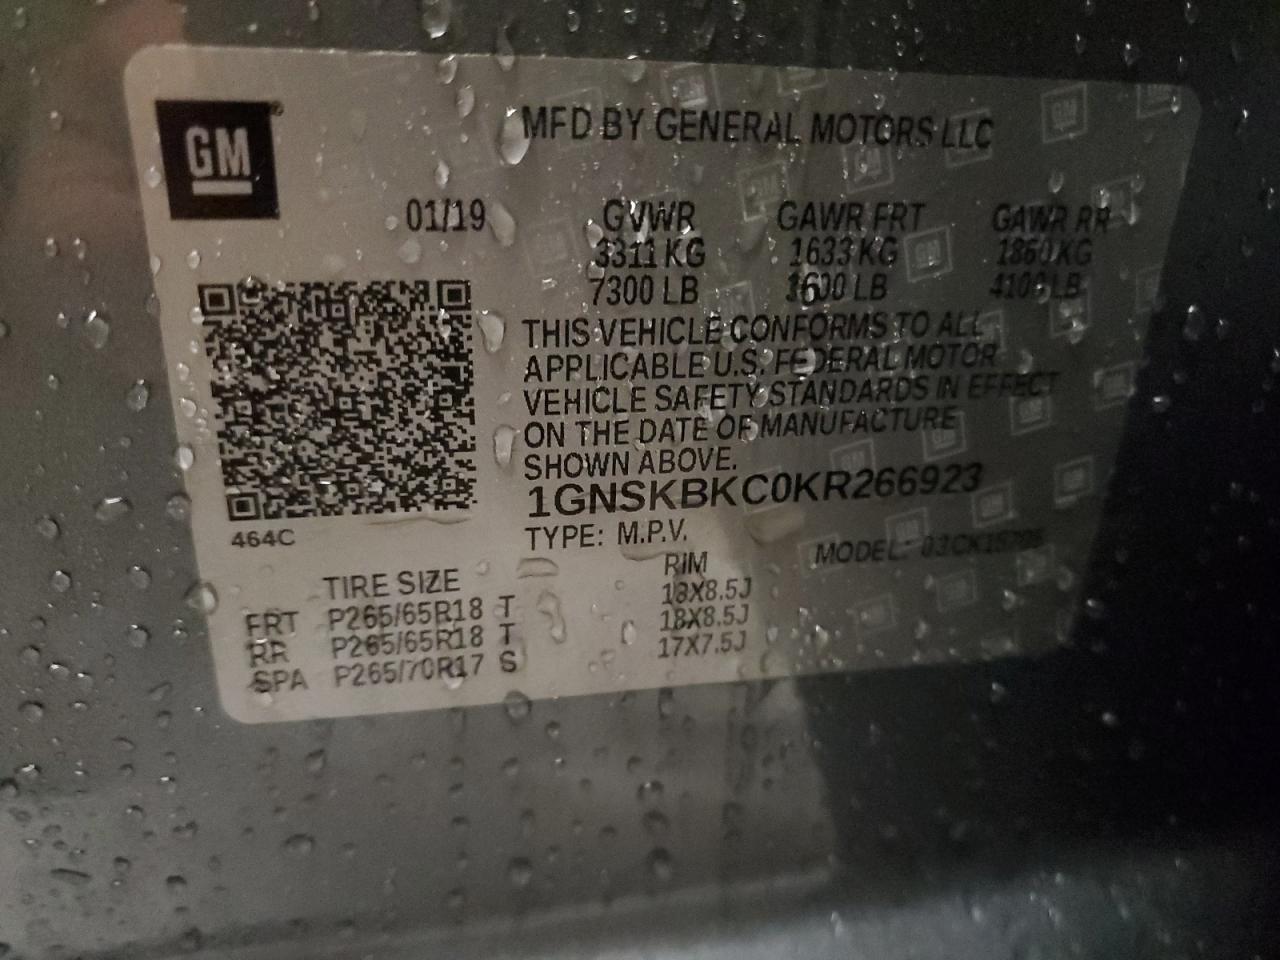 GM
MFD BY GENERAL MOTORS LLC
01/19
GVWR GAWR FRT GAWR RR
3311 KG 1633 KG 1860 KG
7300 LB 3600 LB 4100 LB
THIS VEHICLE CONFORMS TO ALL
APPLICABLE U.S. FEDERAL MOTOR
VEHICLE SAFETY STANDARDS IN EFFECT
ON THE DATE OF MANUFACTURE
SHOWN ABOVE.
1GNSKBKC0KR266923
464C
TYPE: M.P.V.
MODEL:
TIRE SIZE RIM
FRT P265/65R18 T 18X8.5J
RR P265/65R18 T 18X8.5J
SPA P265/70R17 S 17X7.5J